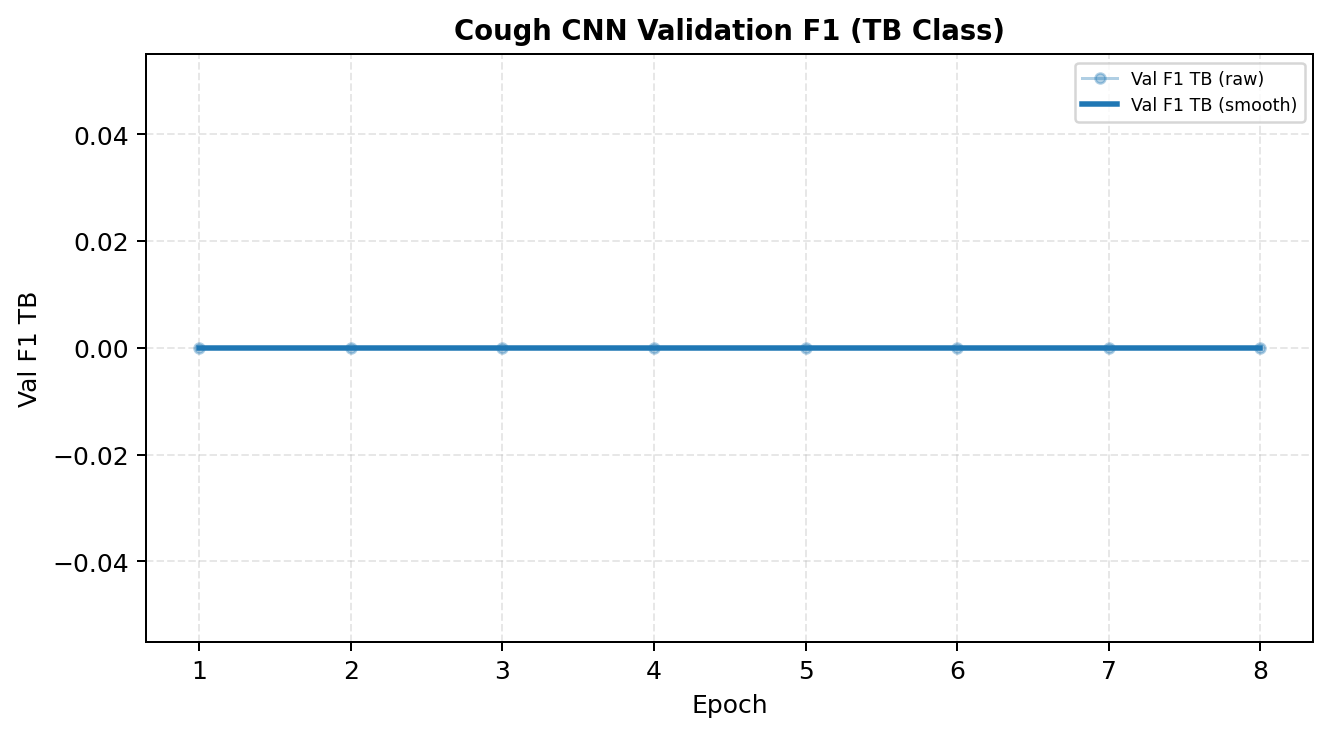 Cough CNN Validation F1 (TB Class)
Val F1 TB (raw)
Val F1 TB (smooth)
Val F1 TB
0.04
0.02
0.00
−0.02
−0.04
1 2 3 4 5 6 7 8
Epoch